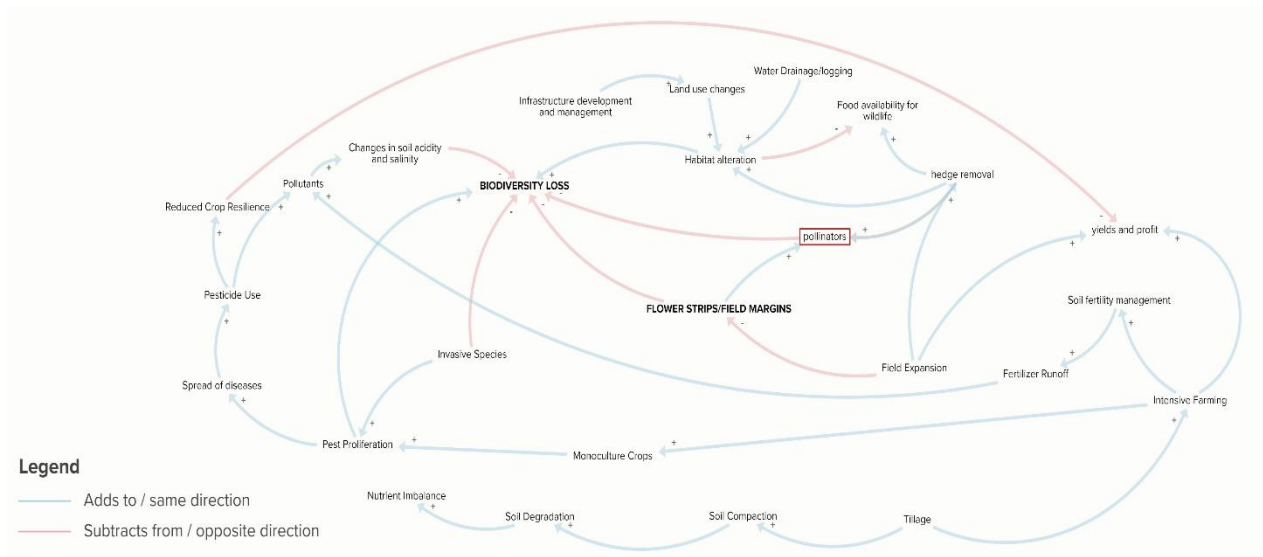 Water Drainage/logging
Infrastructure development
and management
+
Land use changes
Food availability for
wildlife
+
+
-
+
Changes in soil acidity
and salinity
+
Habitat alteration
+
-
+
Pollutants
BIODIVERSITY LOSS
-
hedge removal
+
+
+
-
-
Reduced Crop Resilience
+
-
+
pollinators
+
yields and profit
+
+
+
Pesticide Use
FLOWER STRIPS/FIELD MARGINS
Soil fertility management
+
-
+
Invasive Species
+
Field Expansion
Fertilizer Runoff
Spread of diseases
+
Intensive Farming
+
+
Pest Proliferation
+
+
Monoculture Crops
Legend
Adds to / same direction
Subtracts from / opposite direction
Nutrient Imbalance
+
Soil Degradation
+
Soil Compaction
+
Tillage